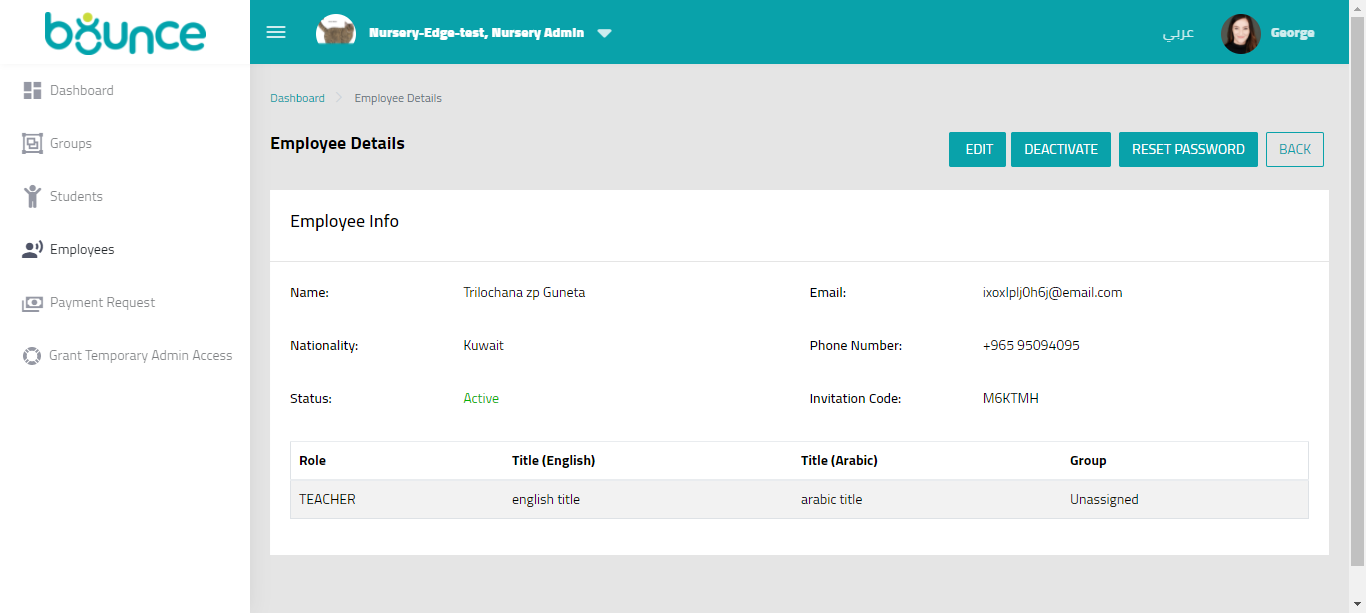 bounce
Nursery-Edge-test, Nursery Admin
عربي
George
Dashboard
Groups
Students
Employees
Payment Request
Grant Temporary Admin Access
Dashboard Employee Details
Employee Details
EDIT DEACTIVATE RESET PASSWORD BACK
Employee Info
Name: Trilochana zp Guneta Email: ixoxlplj0h6j@email.com
Nationality: Kuwait Phone Number: +965 95094095
Status: Active Invitation Code: M6KTMH
Role Title (English) Title (Arabic) Group
TEACHER english title arabic title Unassigned